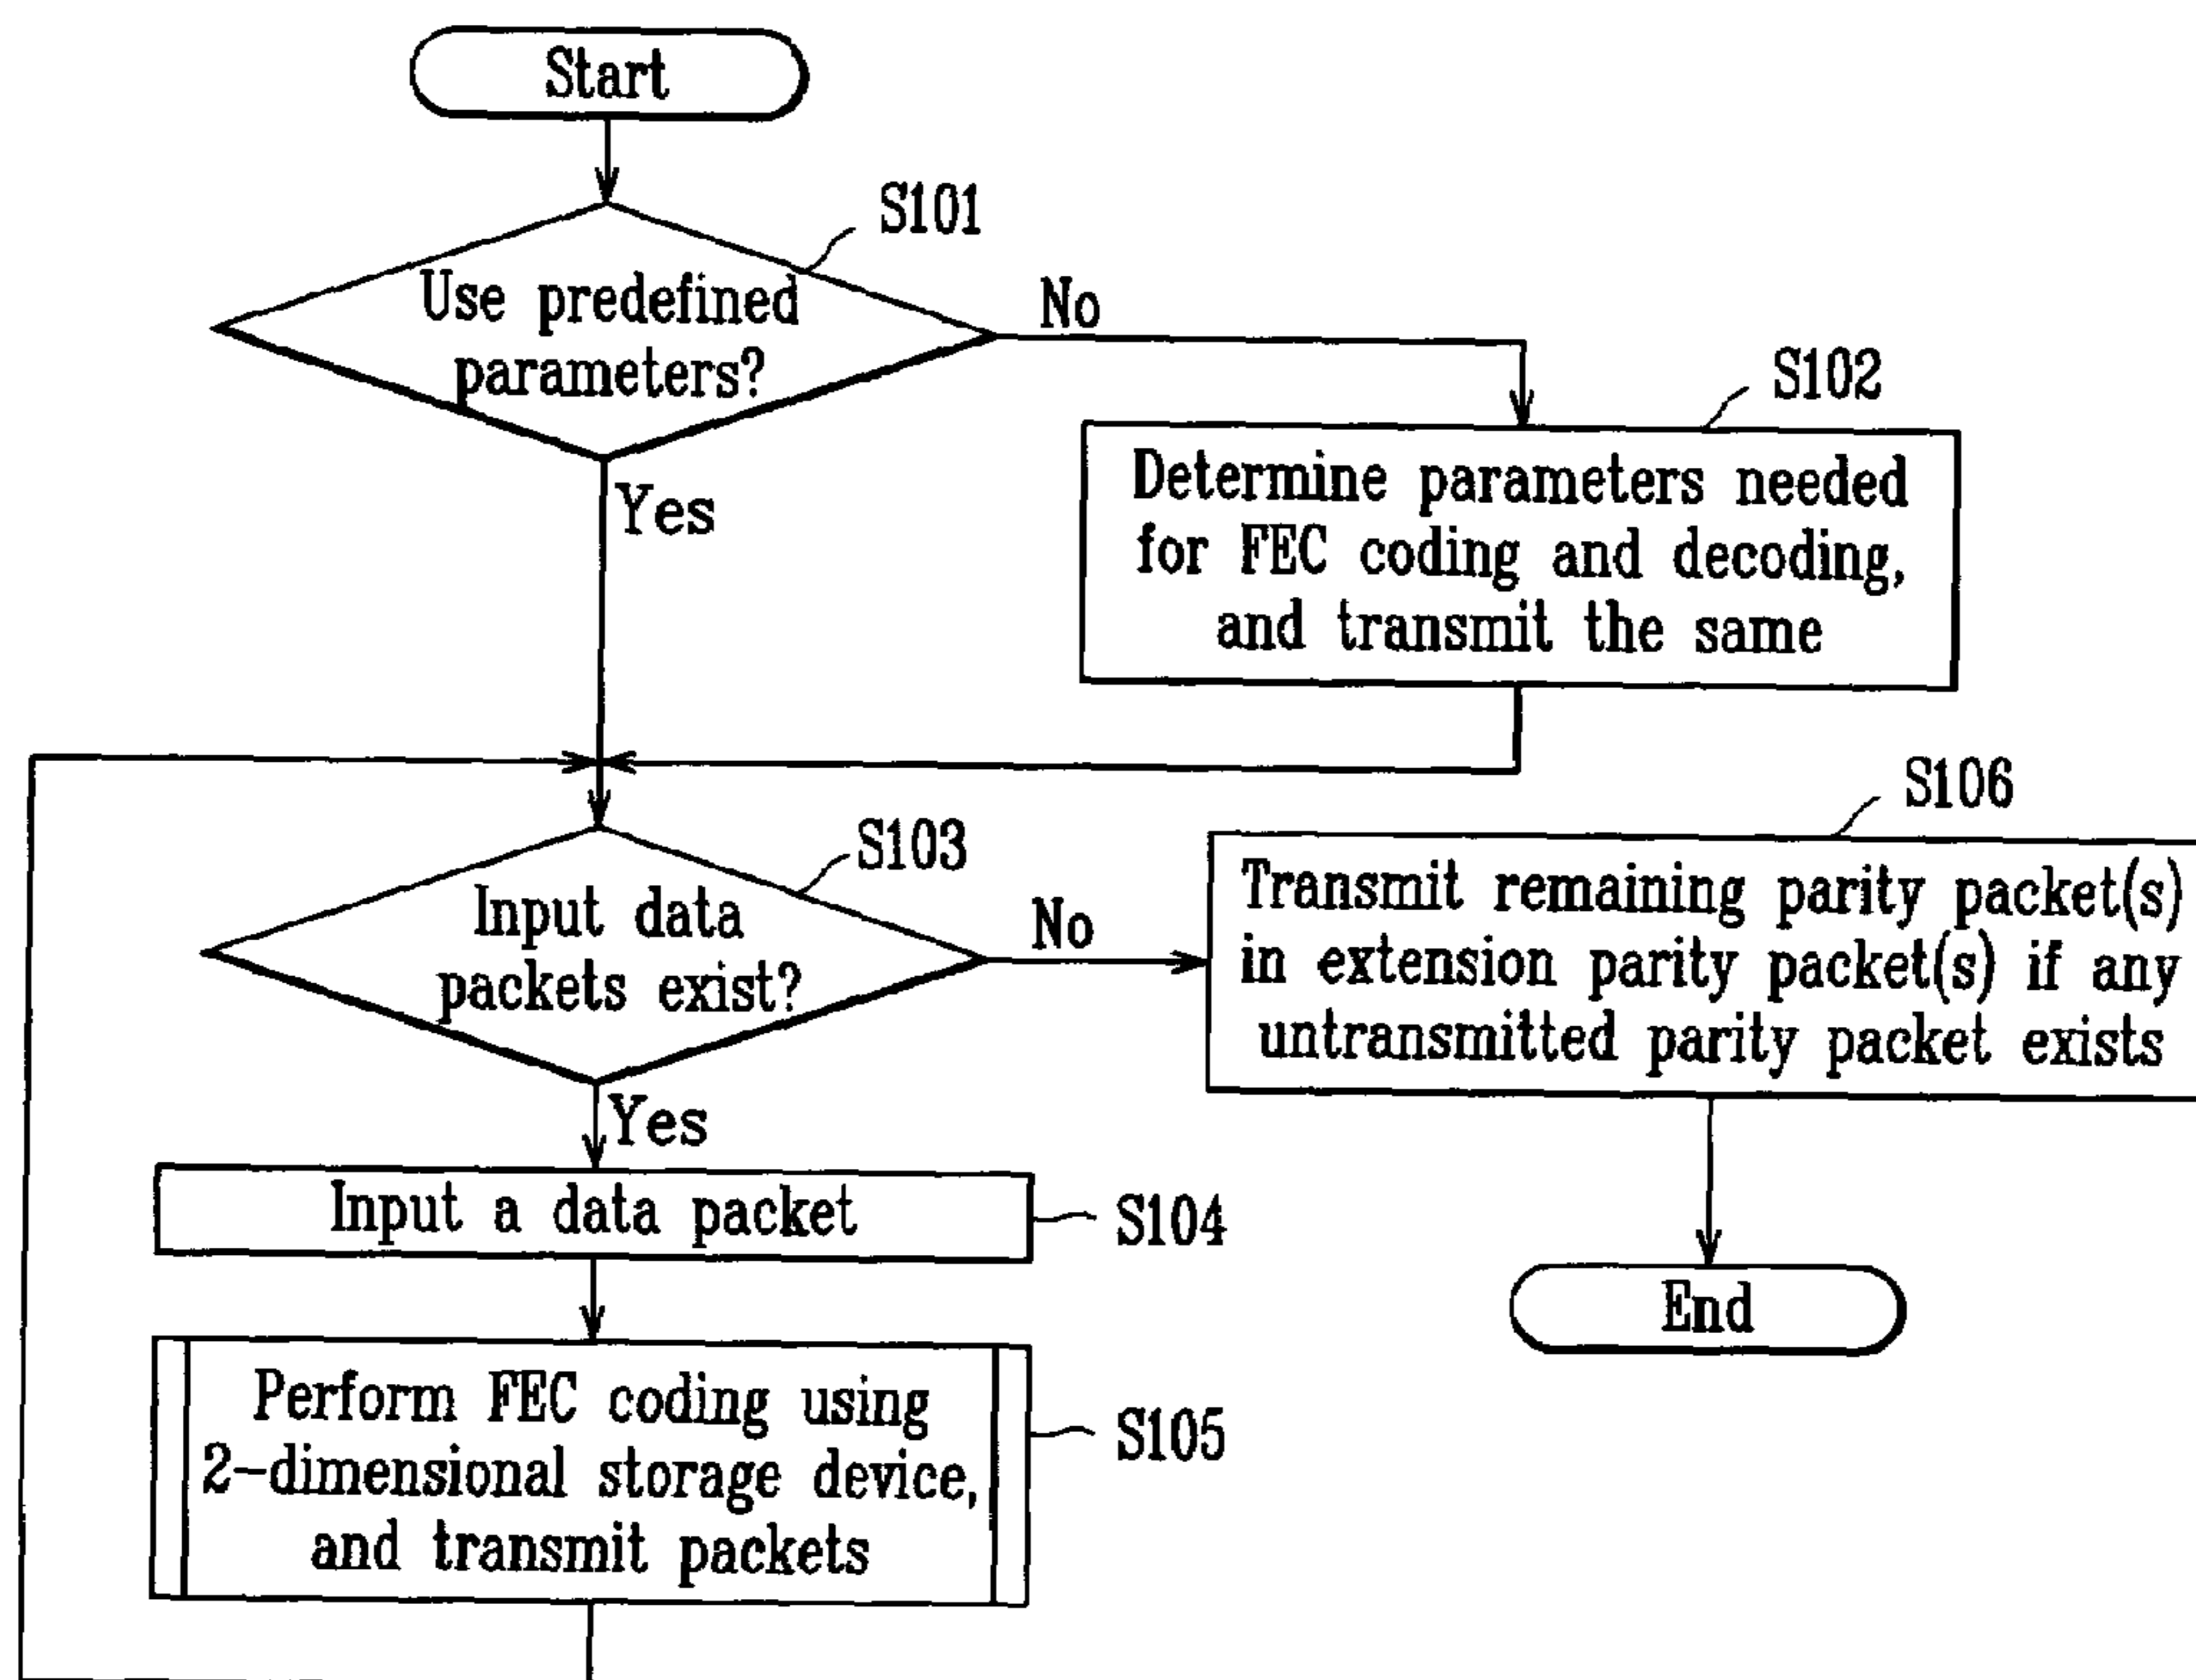 Start
S101
Use predefined
parameters?
No
Yes
S102
Determine parameters needed
for FEC coding and decoding,
and transmit the same
S103
Input data
packets exist?
No
Yes
S106
Transmit remaining parity packet(s)
in extension parity packet(s) if any
untransmitted parity packet exists
Input a data packet
S104
End
Perform FEC coding using
2-dimensional storage device,
and transmit packets
S105